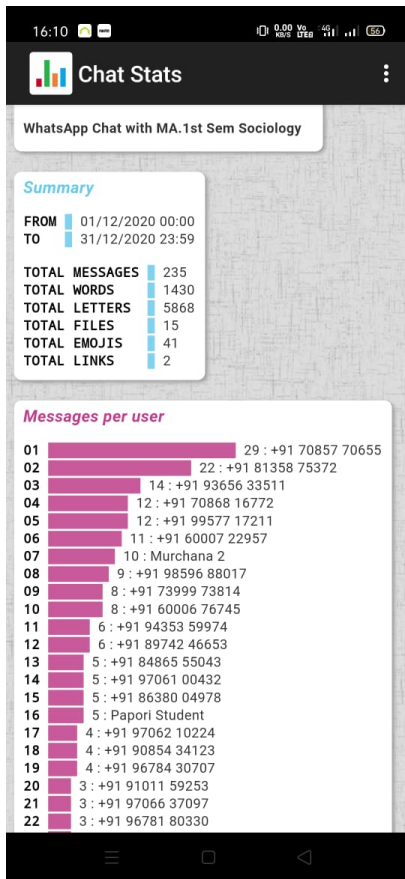 16:10 0.00 KB/S Vo LTE 4G 56
Chat Stats
WhatsApp Chat with MA.1st Sem Sociology
Summary
FROM 01/12/2020 00:00
TO 31/12/2020 23:59
TOTAL MESSAGES 235
TOTAL WORDS 1430
TOTAL LETTERS 5868
TOTAL FILES 15
TOTAL EMOJIS 41
TOTAL LINKS 2
Messages per user
01 29 : +91 70857 70655
02 22 : +91 81358 75372
03 14 : +91 93656 33511
04 12 : +91 70868 16772
05 12 : +91 99577 17211
06 11 : +91 60007 22957
07 10 : Murchana 2
08 9 : +91 98596 88017
09 8 : +91 73999 73814
10 8 : +91 60006 76745
11 6 : +91 94353 59974
12 6 : +91 89742 46653
13 5 : +91 84865 55043
14 5 : +91 97061 00432
15 5 : +91 86380 04978
16 5 : Papori Student
17 4 : +91 97062 10224
18 4 : +91 90854 34123
19 4 : +91 96784 30707
20 3 : +91 91011 59253
21 3 : +91 97066 37097
22 3 : +91 96781 80330